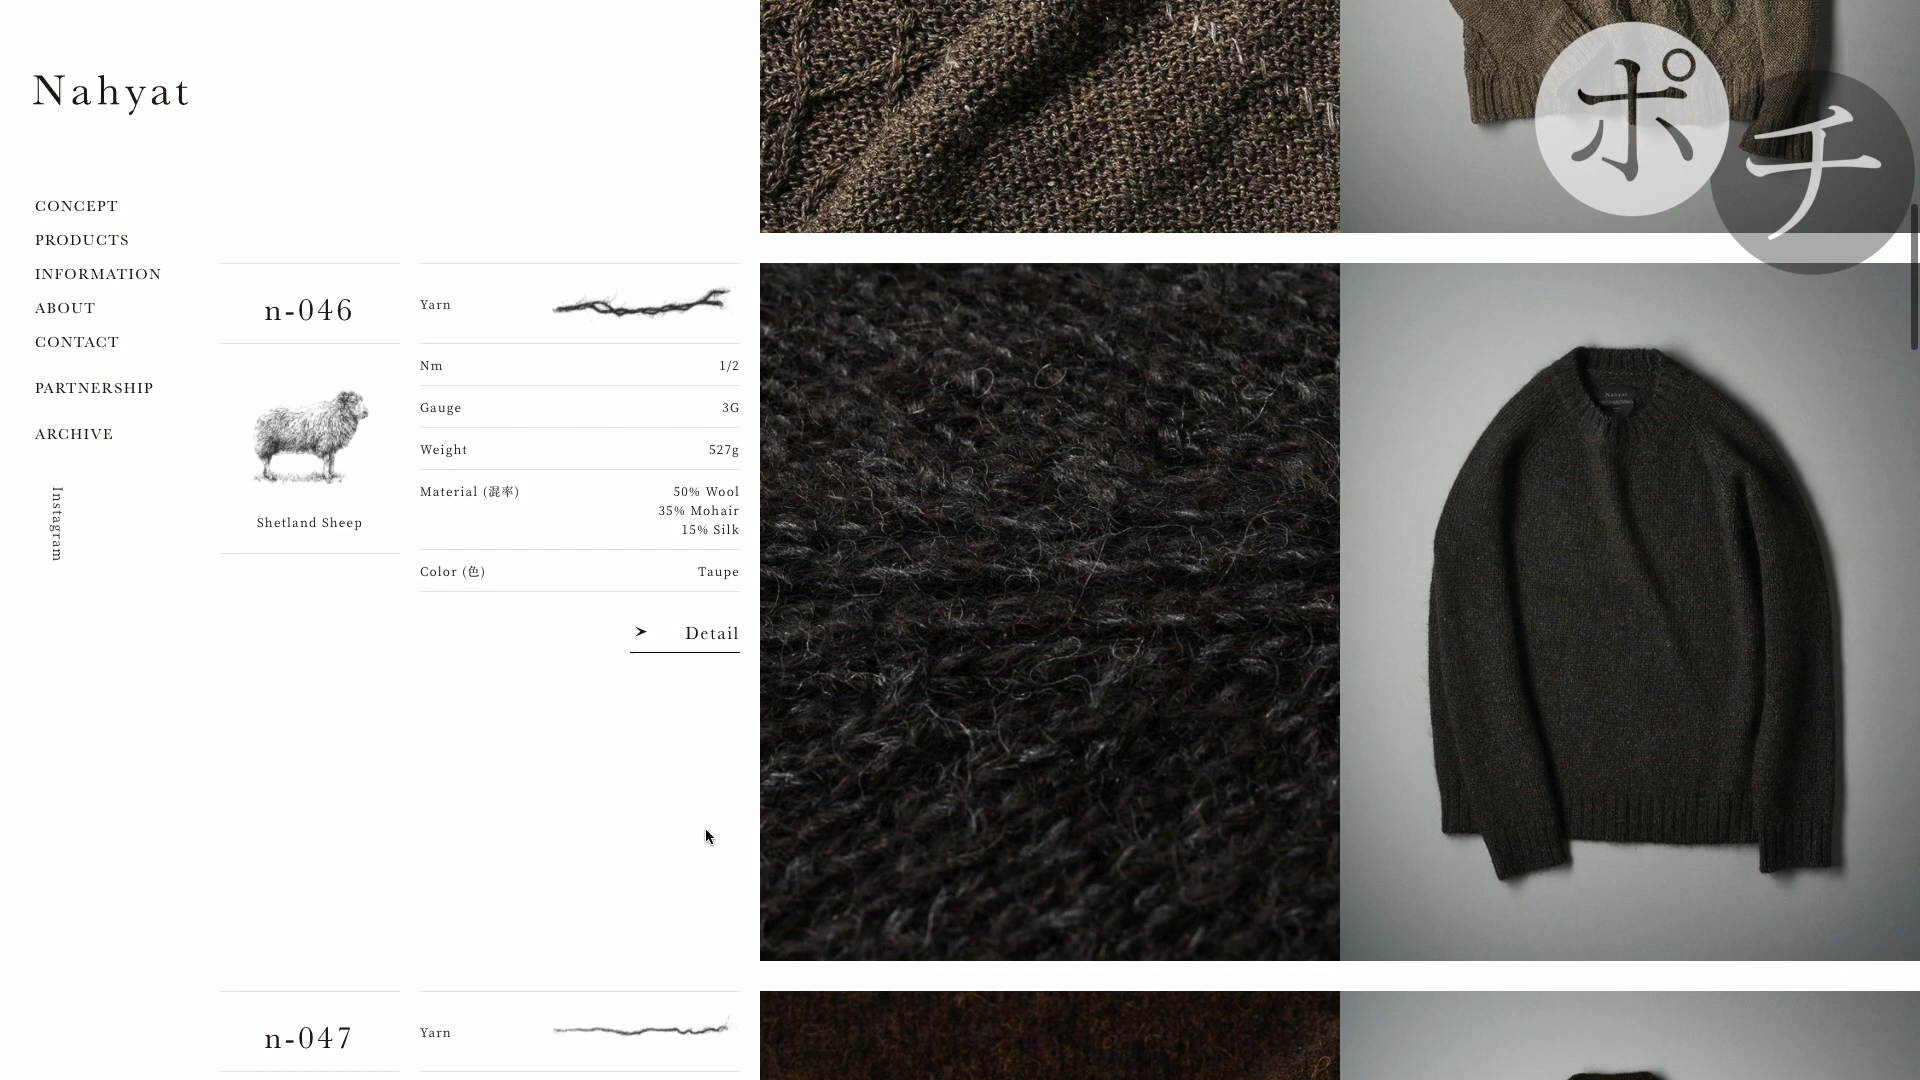 Nahyat
CONCEPT
PRODUCTS
INFORMATION
ABOUT
CONTACT
PARTNERSHIP
ARCHIVE
Instagram
n-046
Shetland Sheep
Yarn
Nm 1/2
Gauge 3G
Weight 527g
Material (混率) 50% Wool
35% Mohair
15% Silk
Color (色) Taupe
➤ Detail
n-047
Yarn
ポチ
Nahyat